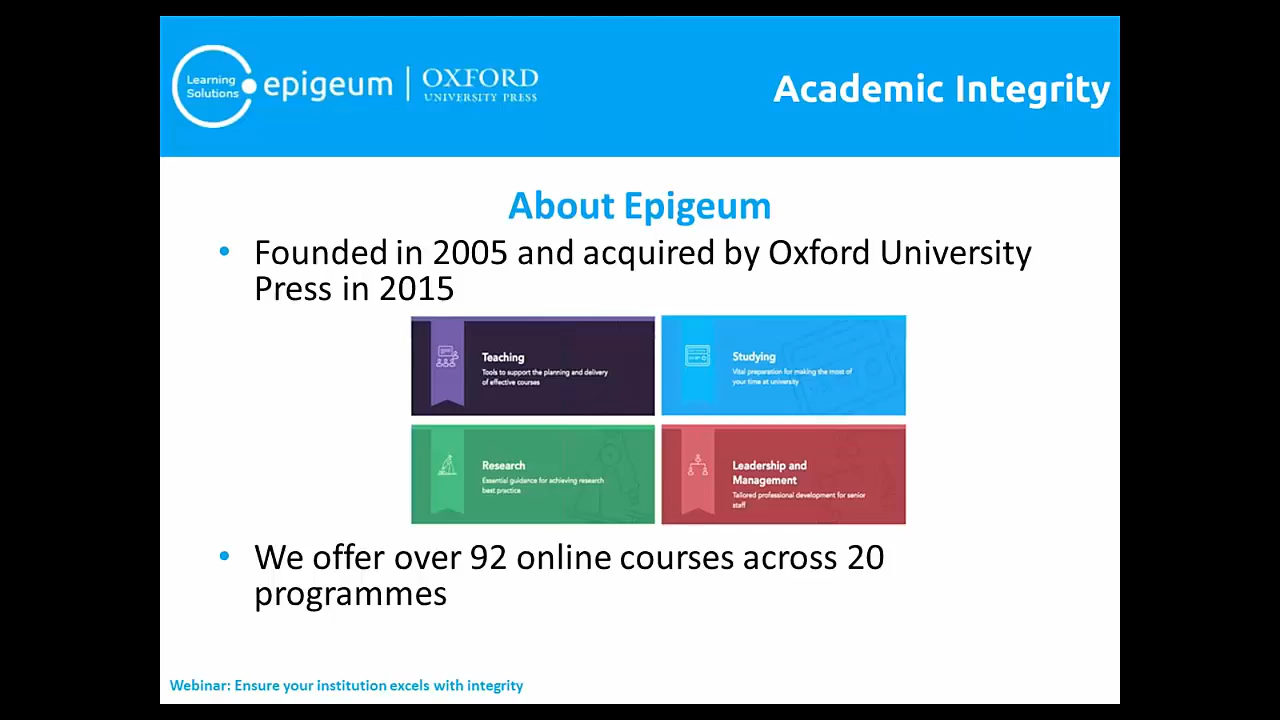 Learning
Solutions
epigeum
OXFORD
UNIVERSITY PRESS
Academic Integrity
About Epigeum
• Founded in 2005 and acquired by Oxford University
Press in 2015
Teaching
Tools to support the planning and delivery
of effective courses
Studying
Vital preparation for making the most of
your time at university
Research
Essential guidance for achieving research
best practice
Leadership and
Management
Tailored professional development for senior
staff
• We offer over 92 online courses across 20
programmes
Webinar: Ensure your institution excels with integrity